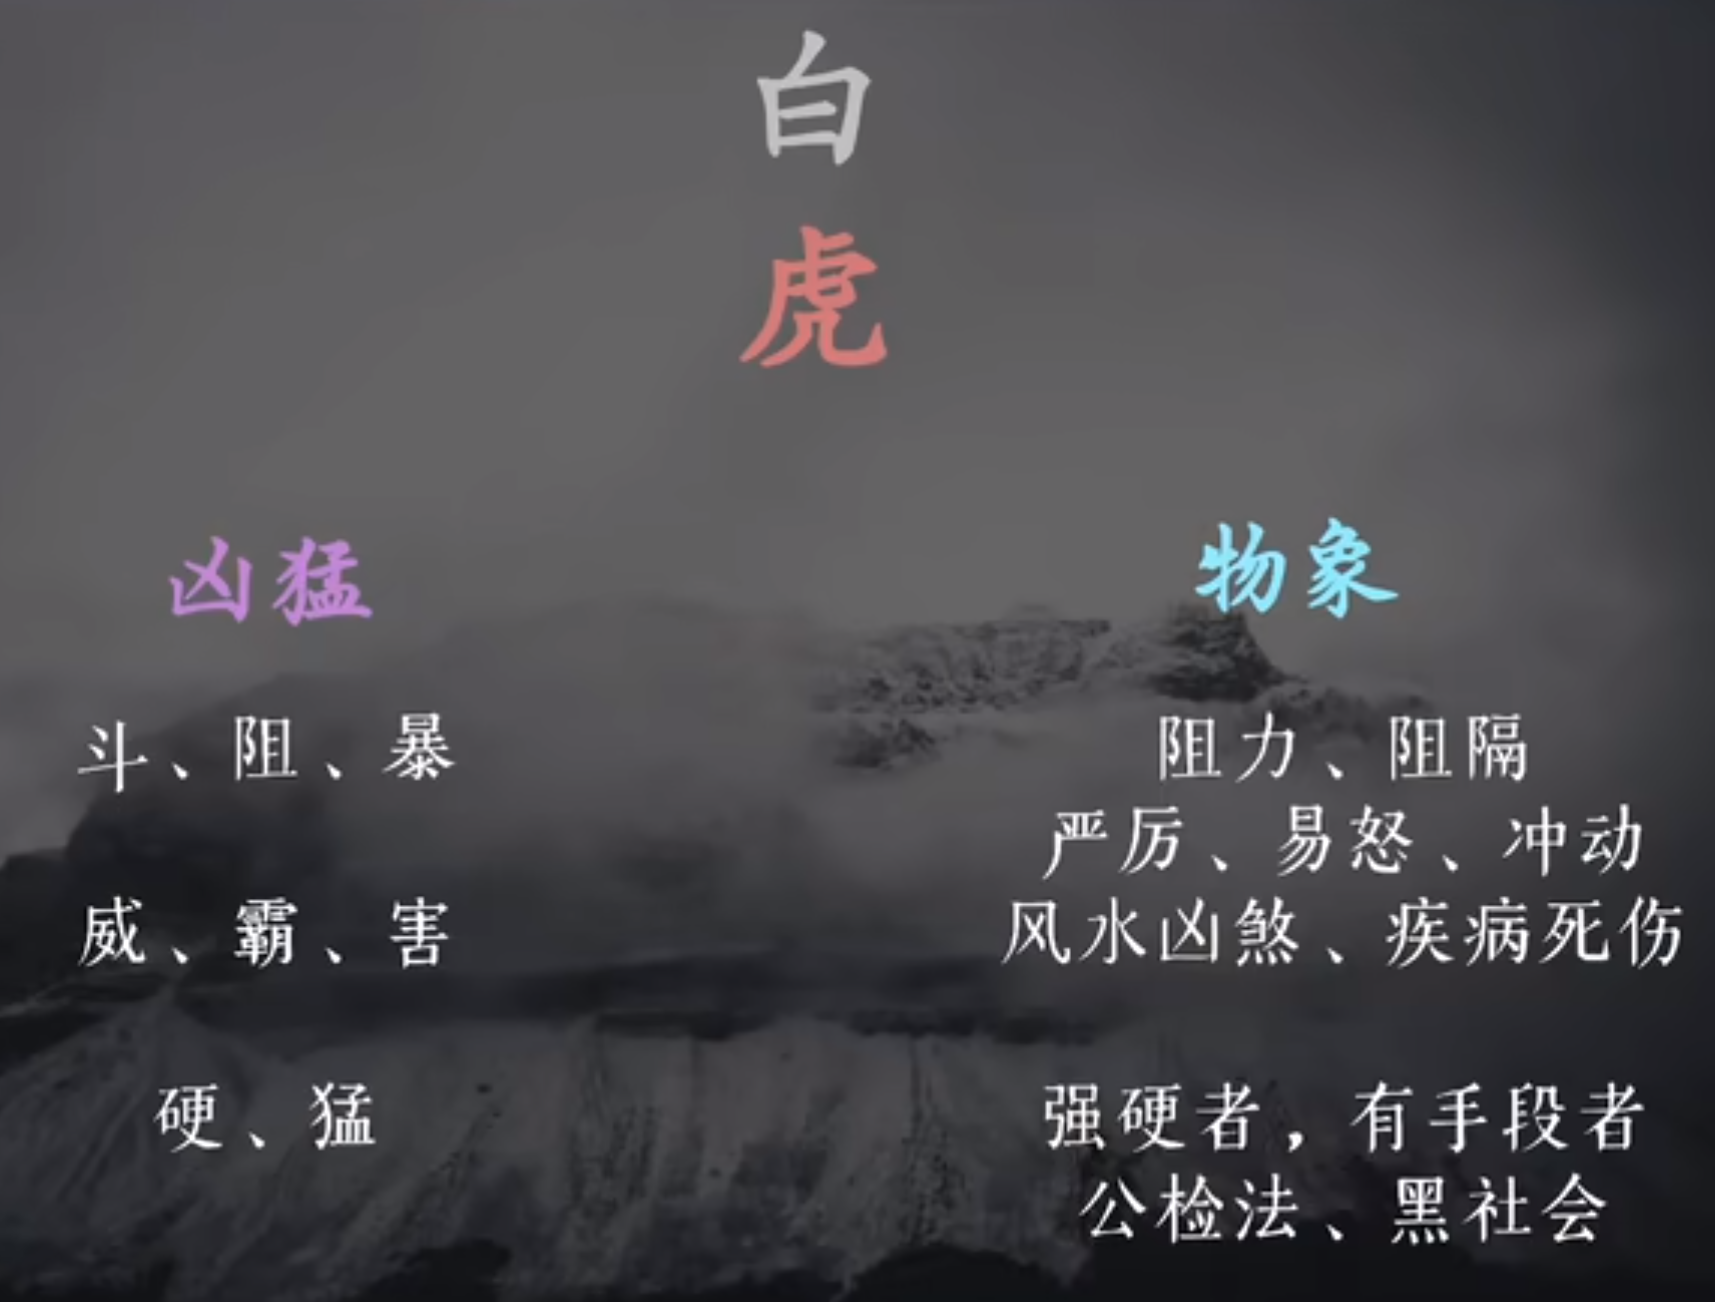 白
虎
凶猛
斗、阻、暴
威、霸、害
硬、猛
物象
阻力、阻隔
严厉、易怒、冲动
风水凶煞、疾病死伤
强硬者，有手段者
公检法、黑社会